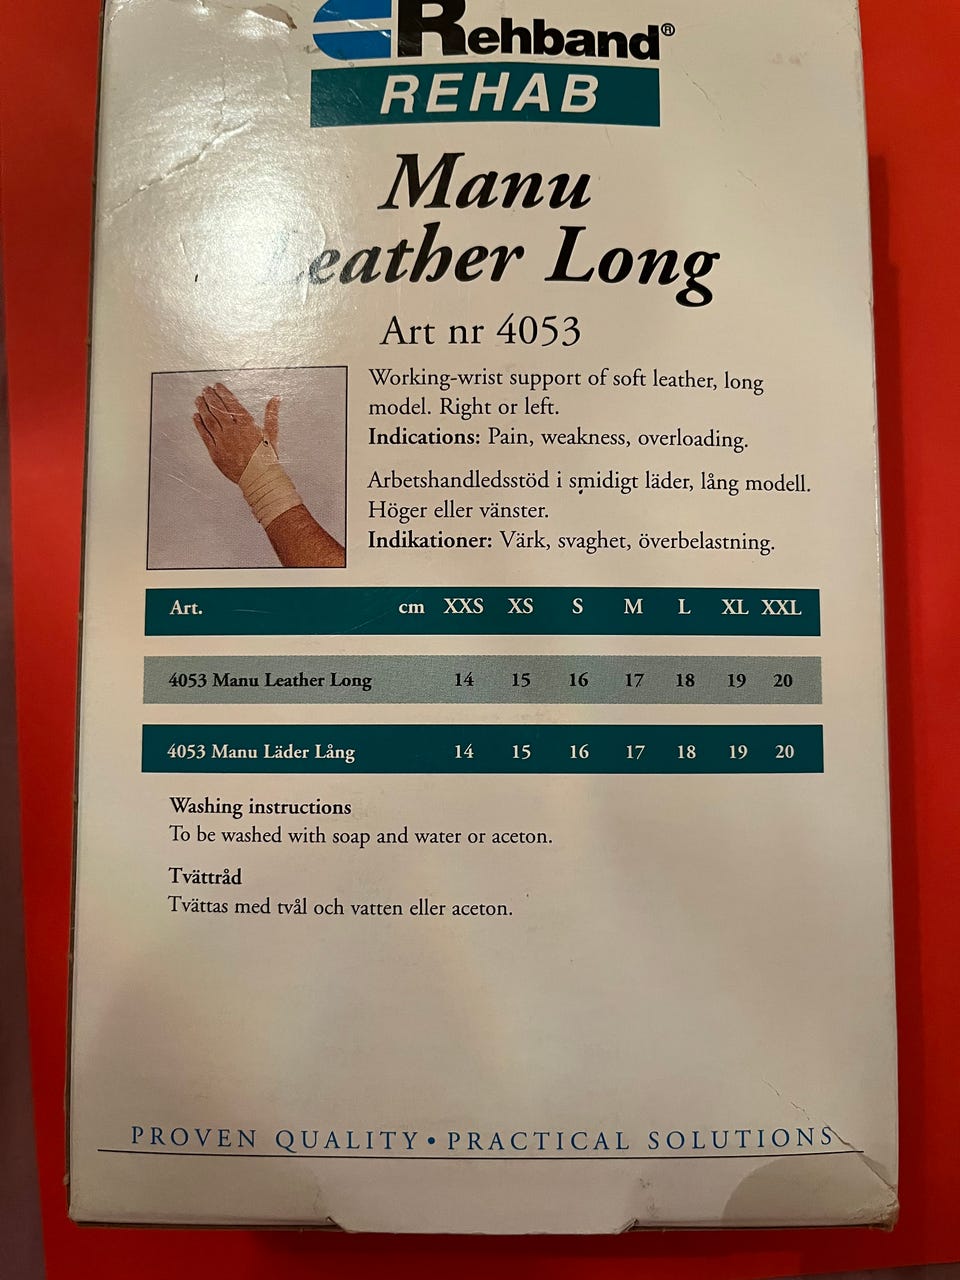 Rehband®
REHAB
Manu
Leather Long
Art nr 4053
Working-wrist support of soft leather, long
model. Right or left.
Indications: Pain, weakness, overloading.
Arbetshandledsstöd i smidigt läder, lång modell.
Höger eller vänster.
Indikationer: Värk, svaghet, överbelastning.
Art. cm XXS XS S M L XL XXL
4053 Manu Leather Long 14 15 16 17 18 19 20
4053 Manu Läder Lång 14 15 16 17 18 19 20
Washing instructions
To be washed with soap and water or aceton.
Tvättråd
Tvättas med tvål och vatten eller aceton.
PROVEN QUALITY • PRACTICAL SOLUTIONS